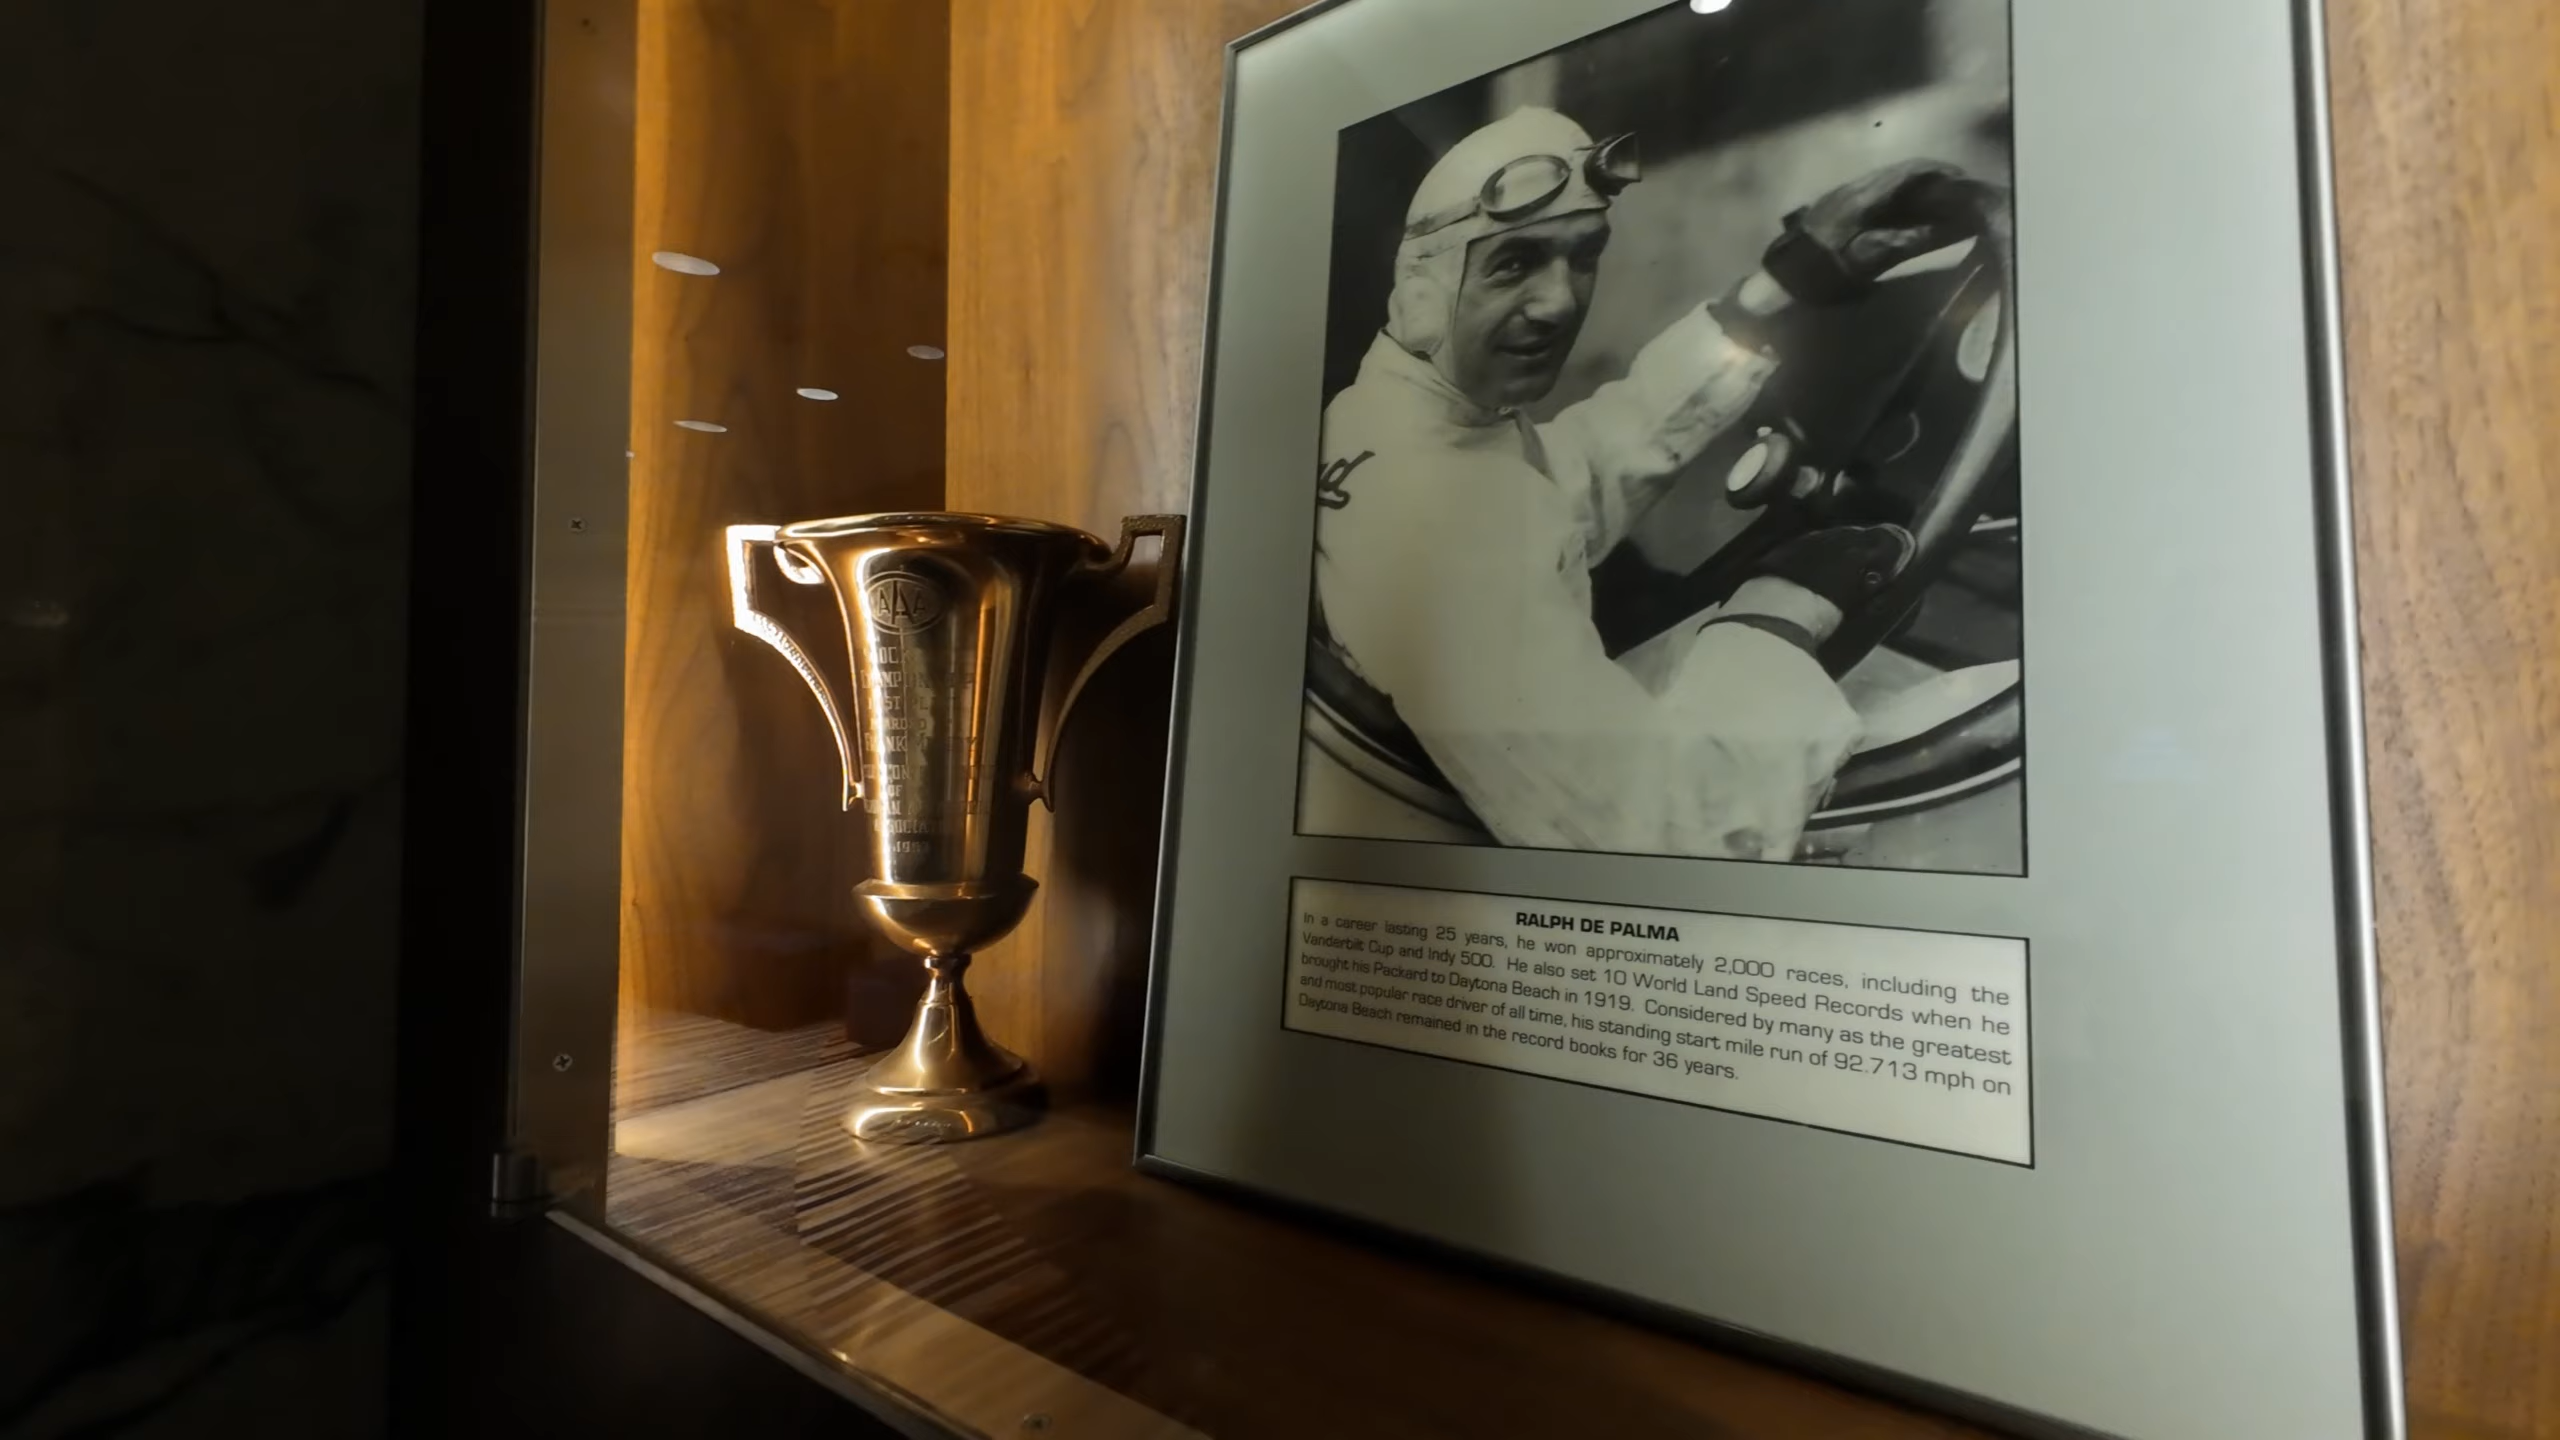 AAA
RALPH DE PALMA
In a career lasting 25 years, he won approximately 2,000 races, including the
Vanderbilt Cup and Indy 500. He also set 10 World Land Speed Records when he
brought his Packard to Daytona Beach in 1919. Considered by many as the greatest
and most popular race driver of all time, his standing start mile run of 92.713 mph on
Daytona Beach remained in the record books for 36 years.